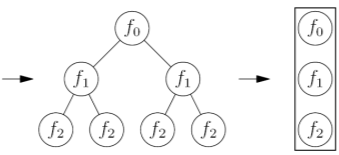 f₀ f₀
f₁ f₁ f₁
f₂ f₂ f₂ f₂ f₂